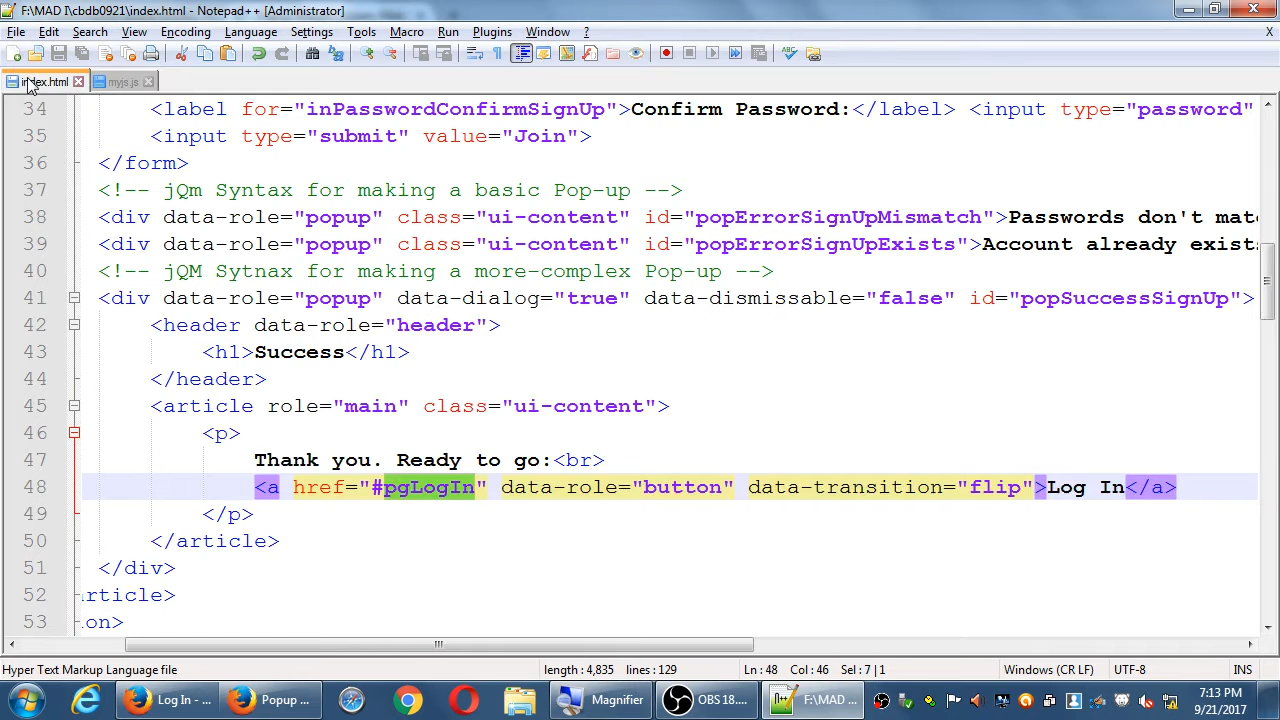 F:\MAD I\cbdb0921\index.html - Notepad++ [Administrator]
File Edit Search View Encoding Language Settings Tools Macro Run Plugins Window ? X
index.html myjs.js
34 <label for="inPasswordConfirmSignUp">Confirm Password:</label> <input type="password"
35 <input type="submit" value="Join">
36 </form>
37 <!-- jQm Syntax for making a basic Pop-up -->
38 <div data-role="popup" class="ui-content" id="popErrorSignUpMismatch">Passwords don't mat
39 <div data-role="popup" class="ui-content" id="popErrorSignUpExists">Account already exists
40 <!-- jQM Sytnax for making a more-complex Pop-up -->
41 <div data-role="popup" data-dialog="true" data-dismissable="false" id="popSuccessSignUp">
42 <header data-role="header">
43 <h1>Success</h1>
44 </header>
45 <article role="main" class="ui-content">
46 <p>
47 Thank you. Ready to go:<br>
48 <a href="#pgLogIn" data-role="button" data-transition="flip">Log In</a>
49 </p>
50 </article>
51 </div>
52 article>
53 on>
Hyper Text Markup Language file length : 4,835 lines : 129 Ln : 48 Col : 46 Sel : 7 | 1 Windows (CR LF) UTF-8 INS
Log In - ... Popup ... Magnifier OBS 18.... F:\MAD ... 7:13 PM
9/21/2017